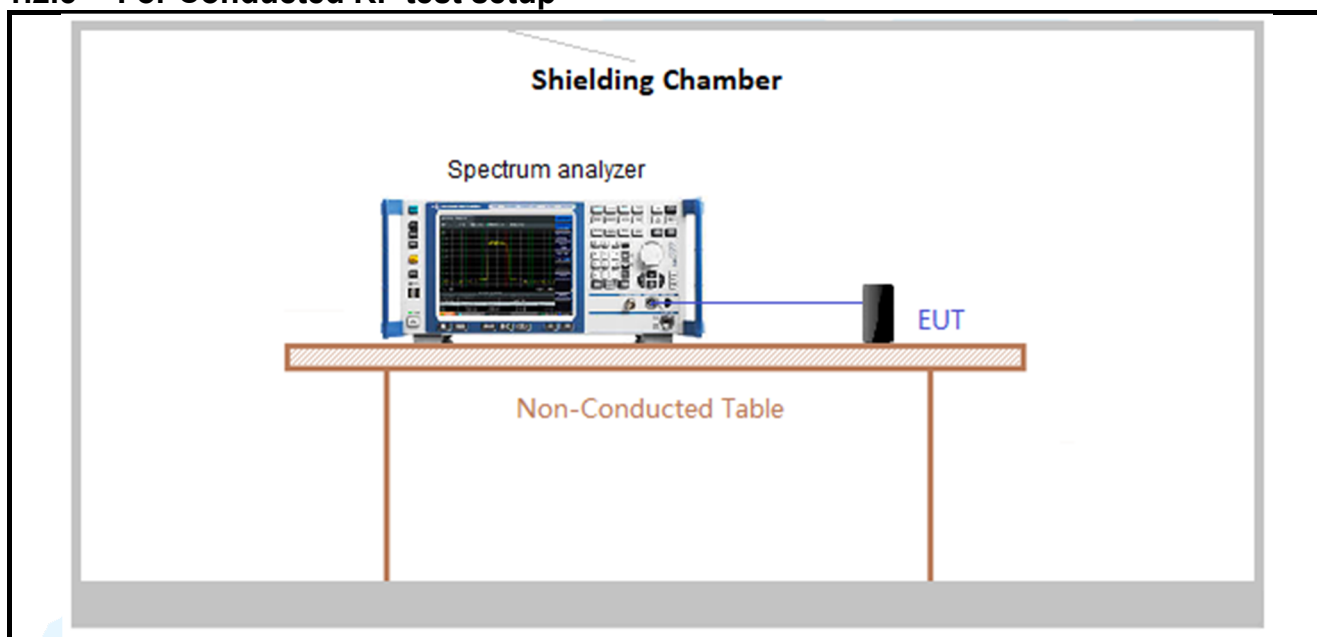 Shielding Chamber
Spectrum analyzer
EUT
Non-Conducted Table